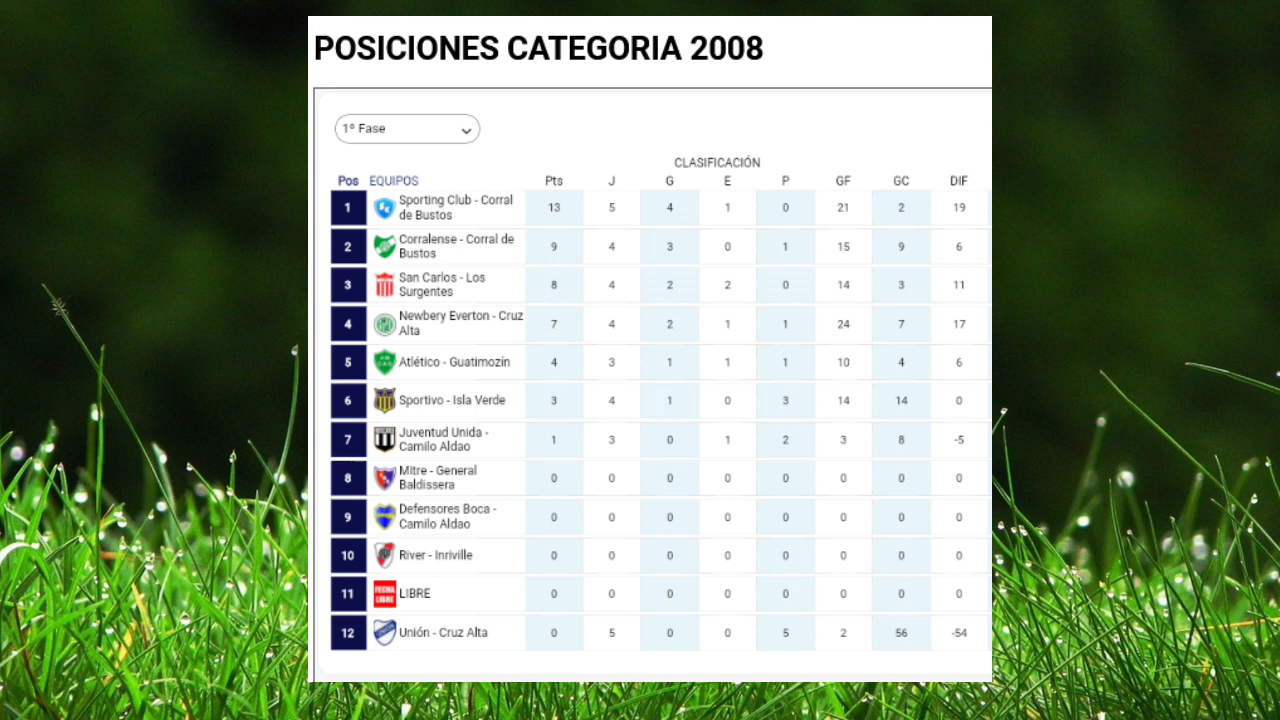 POSICIONES CATEGORIA 2008
1º Fase
CLASIFICACIÓN
Pos EQUIPOS Pts J G E P GF GC DIF
1 Sporting Club - Corral de Bustos 13 5 4 1 0 21 2 19
2 Corralense - Corral de Bustos 9 4 3 0 1 15 9 6
3 San Carlos - Los Surgentes 8 4 2 2 0 14 3 11
4 Newbery Everton - Cruz Alta 7 4 2 1 1 24 7 17
5 Atlético - Guatimozín 4 3 1 1 1 10 4 6
6 Sportivo - Isla Verde 3 4 1 0 3 14 14 0
7 Juventud Unida - Camilo Aldao 1 3 0 1 2 3 8 -5
8 Mitre - General Baldissera 0 0 0 0 0 0 0 0
9 Defensores Boca - Camilo Aldao 0 0 0 0 0 0 0 0
10 River - Inriville 0 0 0 0 0 0 0 0
11 FECHA LIBRE LIBRE 0 0 0 0 0 0 0 0
12 Unión - Cruz Alta 0 5 0 0 5 2 56 -54